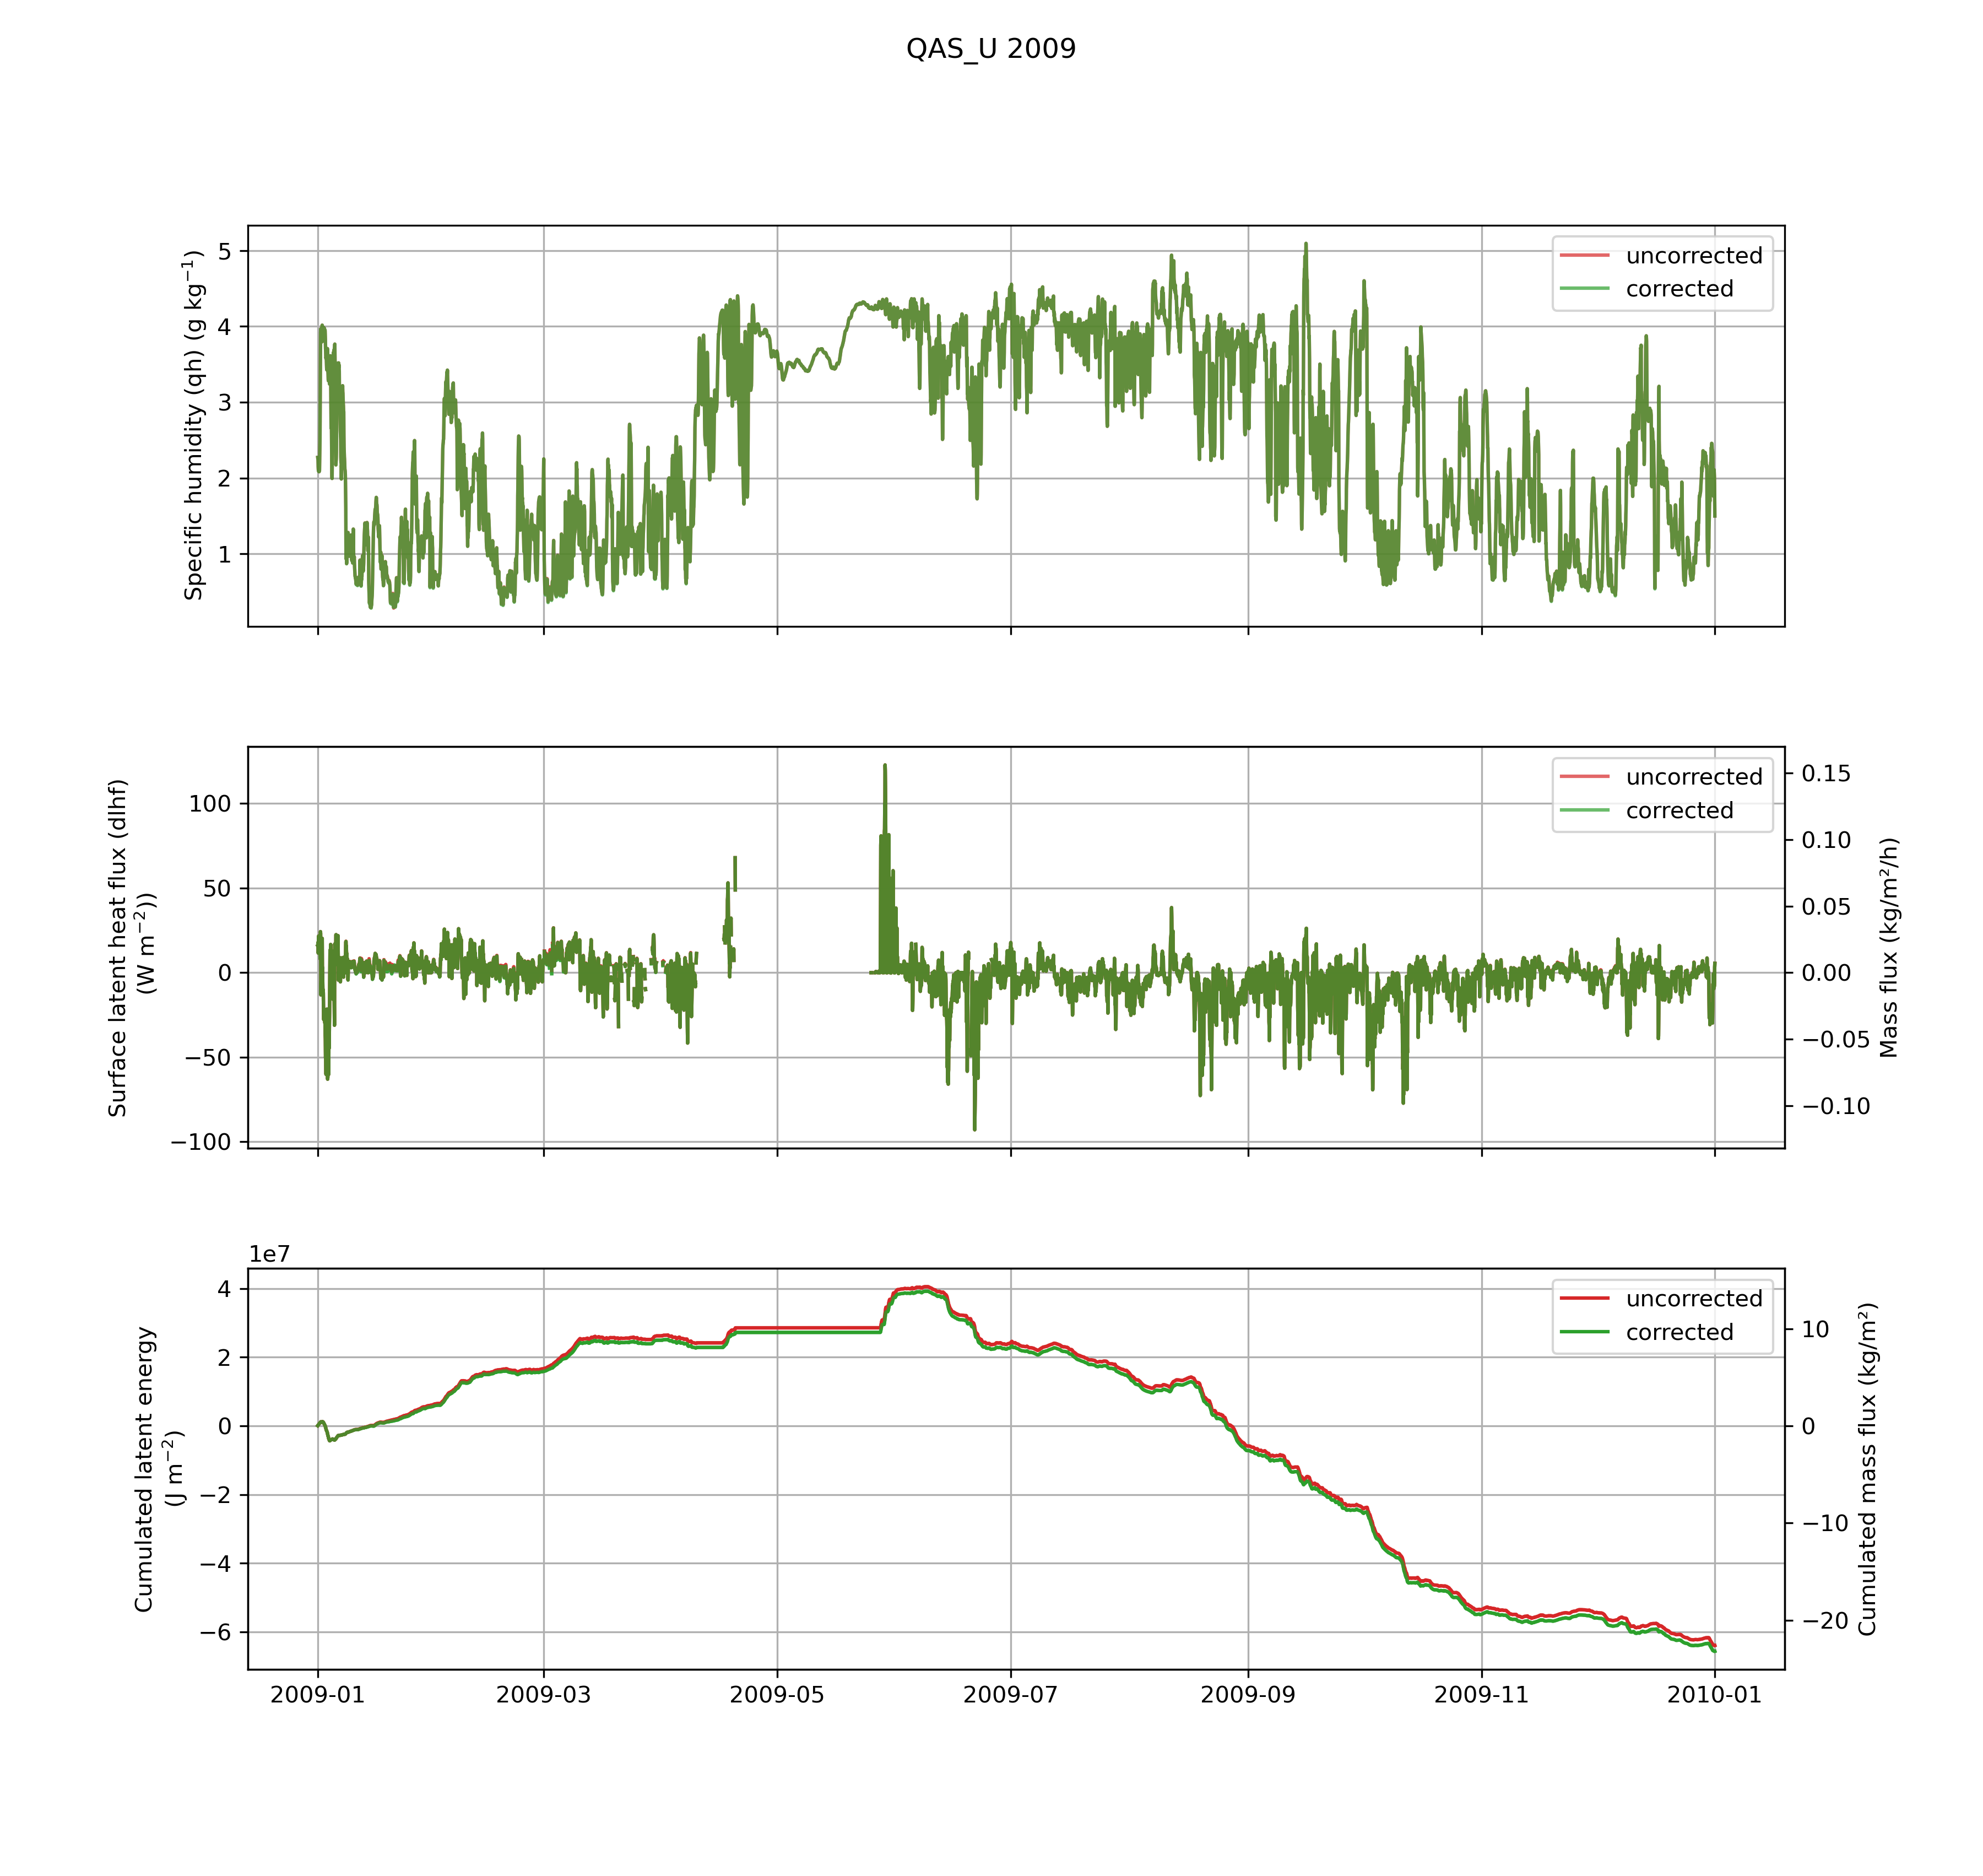 QAS_U 2009
Specific humidity (qh) (g kg⁻¹)
5
4
3
2
1
uncorrected
corrected
Surface latent heat flux (dlhf)
(W m⁻²))
100
50
0
−50
−100
uncorrected
corrected
0.15
0.10
0.05
0.00
−0.05
−0.10
Mass flux (kg/m²/h)
1e7
Cumulated latent energy
(J m⁻²)
4
2
0
−2
−4
−6
uncorrected
corrected
10
0
−10
−20
Cumulated mass flux (kg/m²)
2009-01
2009-03
2009-05
2009-07
2009-09
2009-11
2010-01